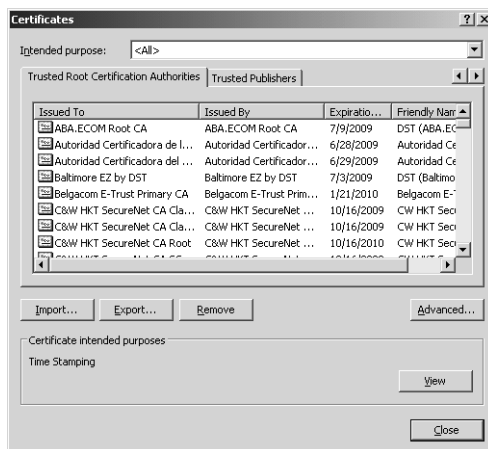 Certificates
Intended purpose: <All>
Trusted Root Certification Authorities Trusted Publishers
Issued To Issued By Expiratio... Friendly Nam
ABA.ECOM Root CA ABA.ECOM Root CA 7/9/2009 DST (ABA.EC
Autoridad Certificadora de l... Autoridad Certificador... 6/28/2009 Autoridad Ce
Autoridad Certificadora del ... Autoridad Certificador... 6/29/2009 Autoridad Ce
Baltimore EZ by DST Baltimore EZ by DST 7/3/2009 DST (Baltimo
Belgacom E-Trust Primary CA Belgacom E-Trust Prim... 1/21/2010 Belgacom E-T
C&W HKT SecureNet CA Cla... C&W HKT SecureNet ... 10/16/2009 CW HKT Secu
C&W HKT SecureNet CA Cla... C&W HKT SecureNet ... 10/16/2009 CW HKT Secu
C&W HKT SecureNet CA Root C&W HKT SecureNet ... 10/16/2010 CW HKT Secu
Import... Export... Remove Advanced...
Certificate intended purposes
Time Stamping
View
Close